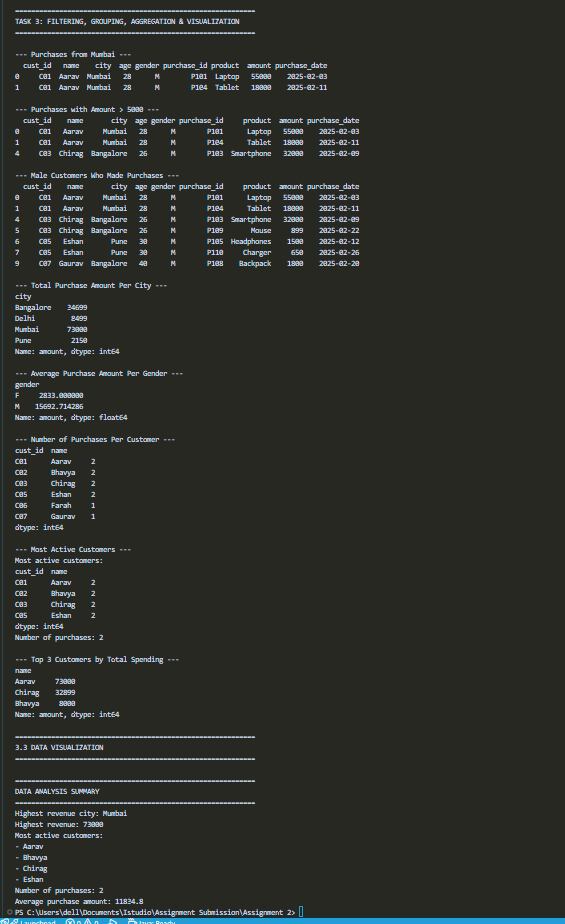 ============================================================
TASK 3: FILTERING, GROUPING, AGGREGATION & VISUALIZATION
============================================================
--- Purchases from Mumbai ---
cust_id name city age gender purchase_id product amount purchase_date
0 C01 Aarav Mumbai 28 M P101 Laptop 55000 2025-02-03
1 C01 Aarav Mumbai 28 M P104 Tablet 18000 2025-02-11
--- Purchases with Amount > 5000 ---
cust_id name city age gender purchase_id product amount purchase_date
0 C01 Aarav Mumbai 28 M P101 Laptop 55000 2025-02-03
1 C01 Aarav Mumbai 28 M P104 Tablet 18000 2025-02-11
4 C03 Chirag Bangalore 26 M P103 Smartphone 32000 2025-02-09
--- Male Customers Who Made Purchases ---
cust_id name city age gender purchase_id product amount purchase_date
0 C01 Aarav Mumbai 28 M P101 Laptop 55000 2025-02-03
1 C01 Aarav Mumbai 28 M P104 Tablet 18000 2025-02-11
4 C03 Chirag Bangalore 26 M P103 Smartphone 32000 2025-02-09
5 C03 Chirag Bangalore 26 M P109 Mouse 899 2025-02-22
6 C05 Eshan Pune 30 M P105 Headphones 1500 2025-02-12
7 C05 Eshan Pune 30 M P110 Charger 650 2025-02-26
9 C07 Gaurav Bangalore 40 M P108 Backpack 1800 2025-02-20
--- Total Purchase Amount Per City ---
city
Bangalore 34699
Delhi 8499
Mumbai 73000
Pune 2150
Name: amount, dtype: int64
--- Average Purchase Amount Per Gender ---
gender
F 2833.000000
M 15692.714286
Name: amount, dtype: float64
--- Number of Purchases Per Customer ---
cust_id name
C01 Aarav 2
C02 Bhavya 2
C03 Chirag 2
C05 Eshan 2
C06 Farah 1
C07 Gaurav 1
dtype: int64
--- Most Active Customers ---
Most active customers:
cust_id name
C01 Aarav 2
C02 Bhavya 2
C03 Chirag 2
C05 Eshan 2
dtype: int64
Number of purchases: 2
--- Top 3 Customers by Total Spending ---
name
Aarav 73000
Chirag 32899
Bhavya 8000
Name: amount, dtype: int64
============================================================
3.3 DATA VISUALIZATION
============================================================
============================================================
DATA ANALYSIS SUMMARY
============================================================
Highest revenue city: Mumbai
Highest revenue: 73000
Most active customers:
- Aarav
- Bhavya
- Chirag
- Eshan
Number of purchases: 2
Average purchase amount: 11834.8
PS C:\Users\dell\Documents\Istudio\Assignment Submission\Assignment 2>